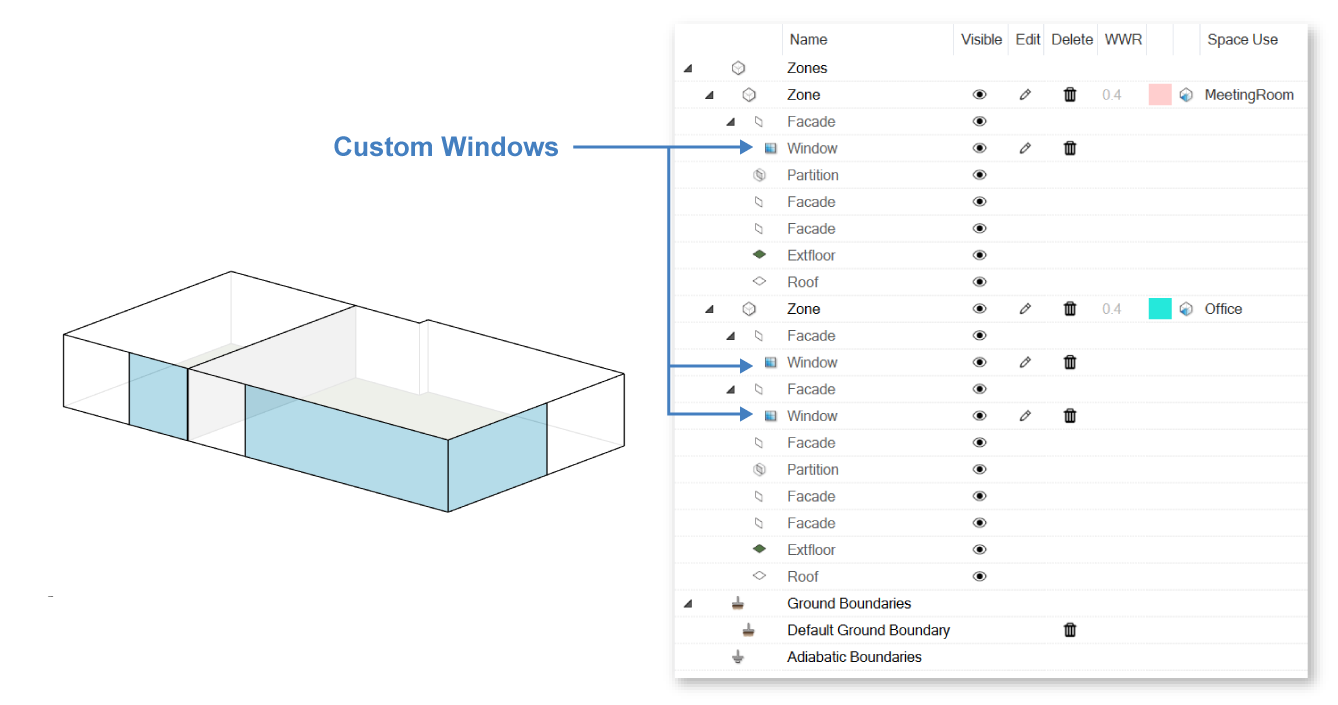 Name Visible Edit Delete WWR Space Use
Zones
Zone 0.4 MeetingRoom
Facade
Custom Windows
Window
Partition
Facade
Facade
Extfloor
Roof
Zone 0.4 Office
Facade
Window
Facade
Window
Facade
Partition
Facade
Facade
Extfloor
Roof
Ground Boundaries
Default Ground Boundary
Adiabatic Boundaries